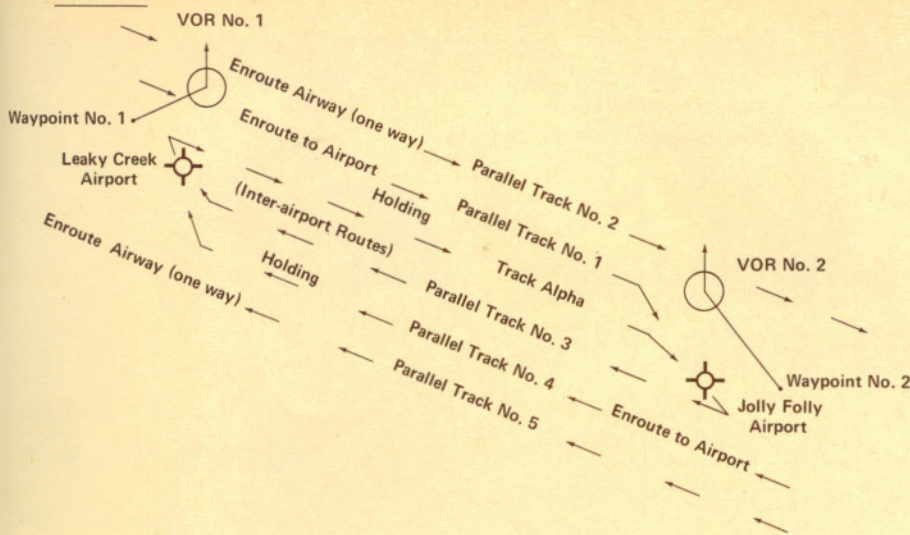 VOR No. 1
Enroute Airway (one way)
Parallel Track No. 2
Waypoint No. 1
Enroute to Airport
Parallel Track No. 1
Leaky Creek
Airport
Holding
Track Alpha
(Inter-airport Routes)
VOR No. 2
Enroute Airway (one way)
Holding
Parallel Track No. 3
Parallel Track No. 4
Parallel Track No. 5
Waypoint No. 2
Jolly Folly
Airport
Enroute to Airport